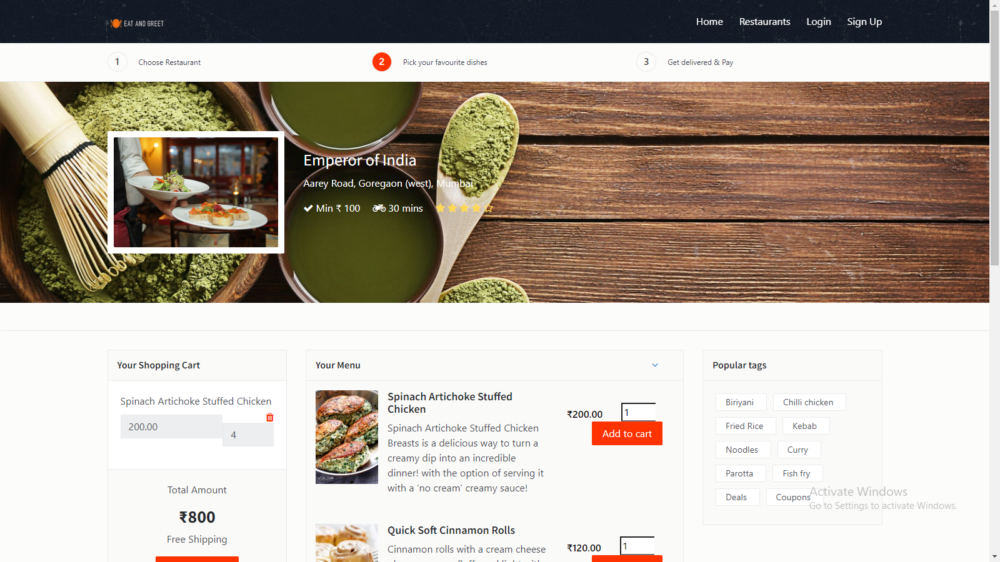 EAT AND GREET
Home Restaurants Login Sign Up
1 Choose Restaurant
2 Pick your favourite dishes
3 Get delivered & Pay
Emperor of India
Aarey Road, Goregaon (west), Mumbai
Min ₹ 100 30 mins
Your Shopping Cart
Spinach Artichoke Stuffed Chicken
200.00
4
Total Amount
₹800
Free Shipping
Your Menu
Spinach Artichoke Stuffed
Chicken
Spinach Artichoke Stuffed Chicken
Breasts is a delicious way to turn a
creamy dip into an incredible
dinner! with the option of serving it
with a ‘no cream’ creamy sauce!
₹200.00
1
Add to cart
Quick Soft Cinnamon Rolls
Cinnamon rolls with a cream cheese
₹120.00
1
Popular tags
Biriyani Chilli chicken
Fried Rice Kebab
Noodles Curry
Parotta Fish fry
Deals Coupons
Activate Windows
Go to Settings to activate Windows.